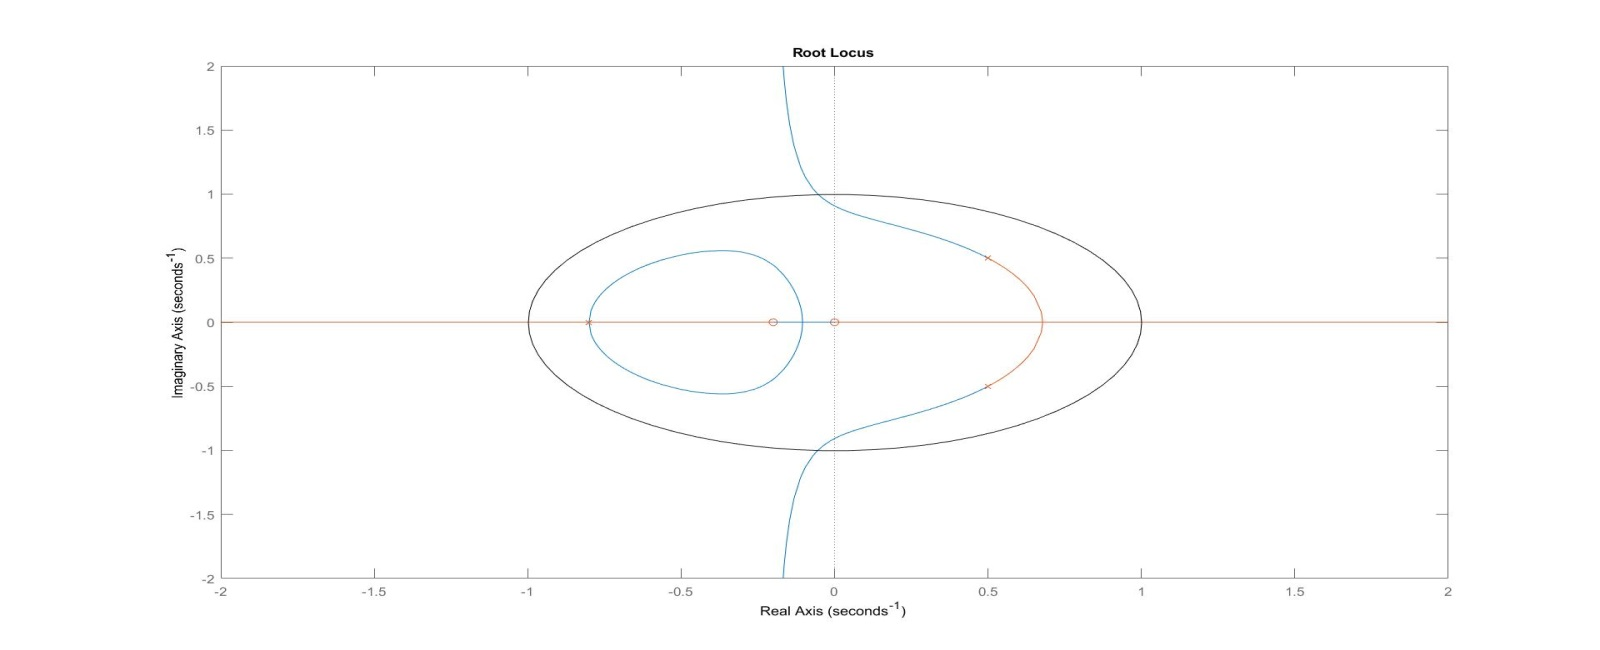 Root Locus
2
1.5
1
0.5
0
-0.5
-1
-1.5
-2
Imaginary Axis (seconds⁻¹)
-2 -1.5 -1 -0.5 0 0.5 1 1.5 2
Real Axis (seconds⁻¹)